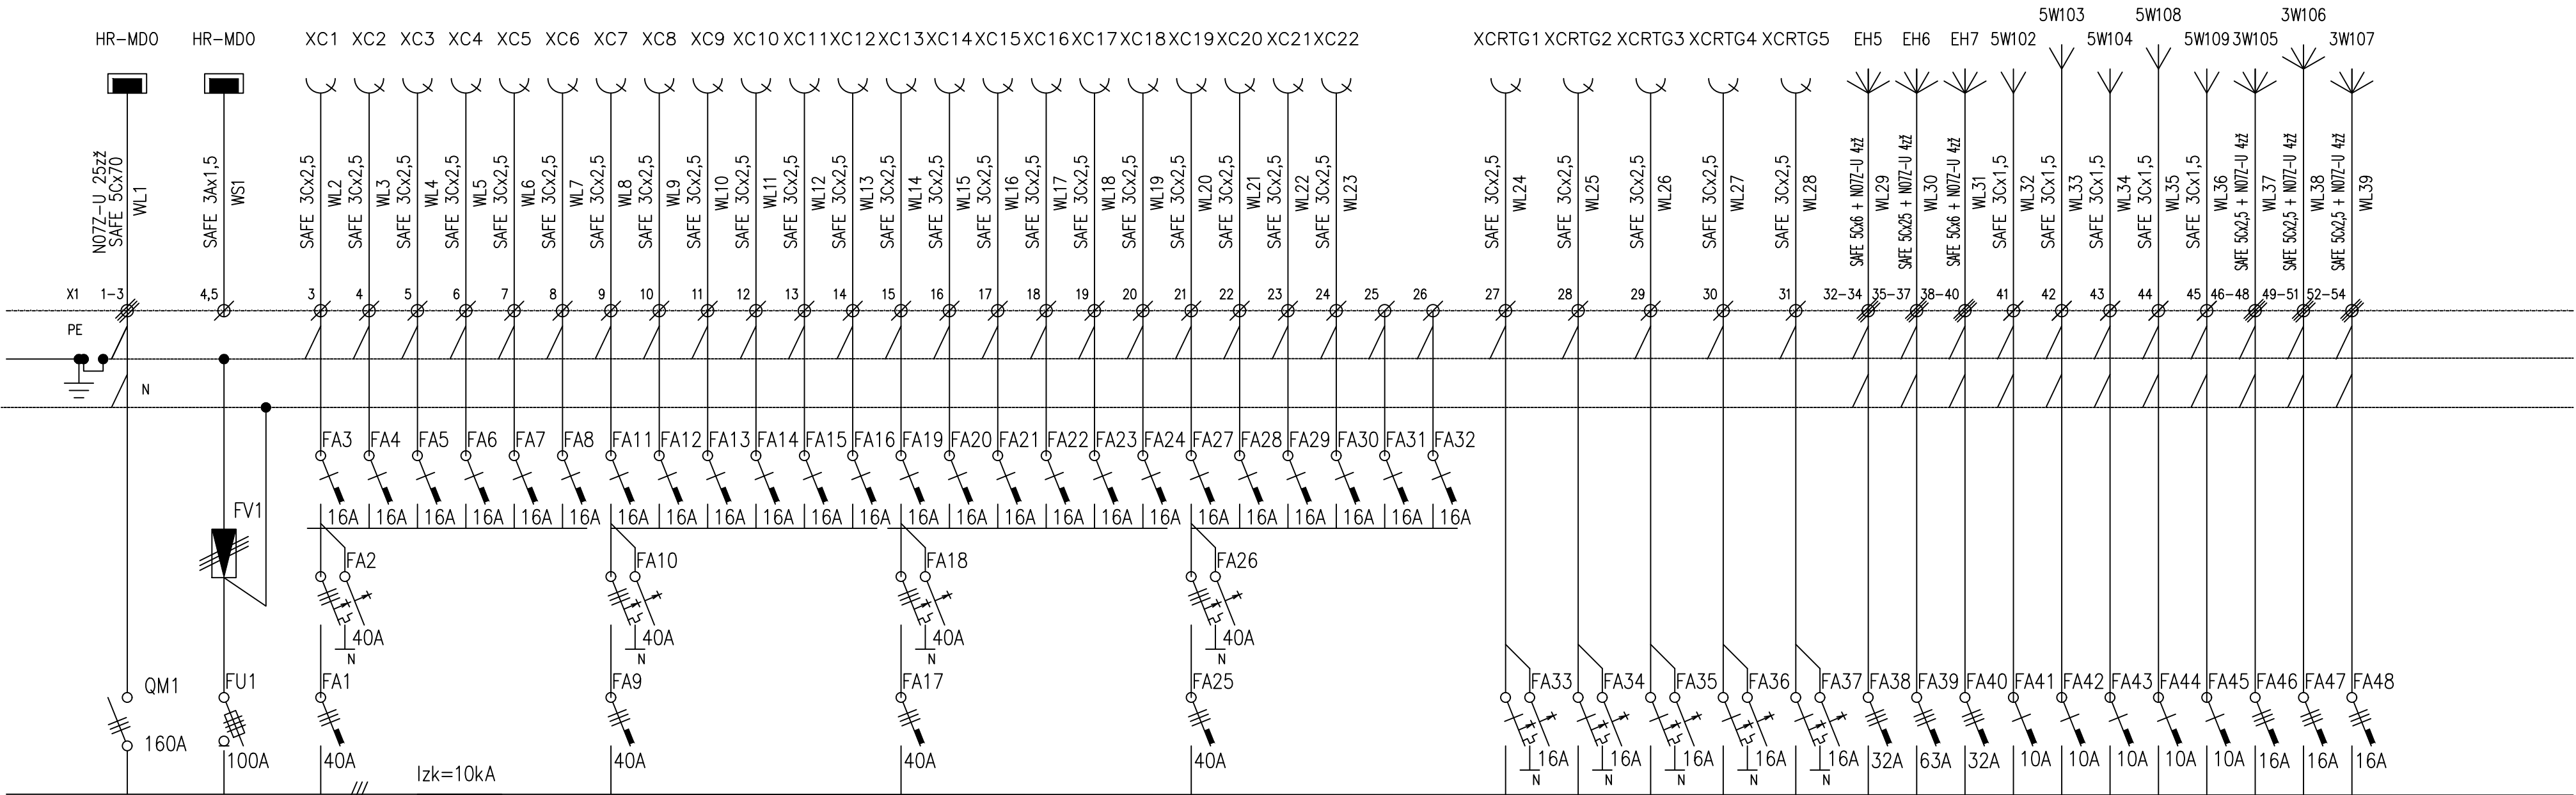 5W103 5W108 3W106
HR-MDO HR-MDO XC1 XC2 XC3 XC4 XC5 XC6 XC7 XC8 XC9 XC10 XC11 XC12 XC13 XC14 XC15 XC16 XC17 XC18 XC19 XC20 XC21 XC22 XCRTG1 XCRTG2 XCRTG3 XCRTG4 XCRTG5 EH5 EH6 EH7 5W102 5W104 5W109 3W105 3W107
N07Z-U 25zž
SAFE 5Cx70
WL1
SAFE 3Ax1,5
WS1
SAFE 3Cx2,5
WL2
SAFE 3Cx2,5
WL3
SAFE 3Cx2,5
WL4
SAFE 3Cx2,5
WL5
SAFE 3Cx2,5
WL6
SAFE 3Cx2,5
WL7
SAFE 3Cx2,5
WL8
SAFE 3Cx2,5
WL9
SAFE 3Cx2,5
WL10
SAFE 3Cx2,5
WL11
SAFE 3Cx2,5
WL12
SAFE 3Cx2,5
WL13
SAFE 3Cx2,5
WL14
SAFE 3Cx2,5
WL15
SAFE 3Cx2,5
WL16
SAFE 3Cx2,5
WL17
SAFE 3Cx2,5
WL18
SAFE 3Cx2,5
WL19
SAFE 3Cx2,5
WL20
SAFE 3Cx2,5
WL21
SAFE 3Cx2,5
WL22
SAFE 3Cx2,5
WL23
SAFE 3Cx2,5
WL24
SAFE 3Cx2,5
WL25
SAFE 3Cx2,5
WL26
SAFE 3Cx2,5
WL27
SAFE 3Cx2,5
WL28
SAFE 5Cx6 + N07Z-U 4zž
WL29
SAFE 5Cx25 + N07Z-U 4zž
WL30
SAFE 5Cx6 + N07Z-U 4zž
WL31
SAFE 3Cx1,5
WL32
SAFE 3Cx1,5
WL33
SAFE 3Cx1,5
WL34
SAFE 3Cx1,5
WL35
SAFE 3Cx1,5
WL36
SAFE 5Cx2,5 + N07Z-U 4zž
WL37
SAFE 5Cx2,5 + N07Z-U 4zž
WL38
SAFE 5Cx2,5 + N07Z-U 4zž
WL39
X1 1-3 4,5 3 4 5 6 7 8 9 10 11 12 13 14 15 16 17 18 19 20 21 22 23 24 25 26 27 28 29 30 31 32-34 35-37 38-40 41 42 43 44 45 46-48 49-51 52-54
PE
N
FA3 FA4 FA5 FA6 FA7 FA8 FA11 FA12 FA13 FA14 FA15 FA16 FA19 FA20 FA21 FA22 FA23 FA24 FA27 FA28 FA29 FA30 FA31 FA32
FV1 16A 16A 16A 16A 16A 16A 16A 16A 16A 16A 16A 16A 16A 16A 16A 16A 16A 16A 16A 16A 16A 16A 16A 16A
FA2 FA10 FA18 FA26
40A 40A 40A 40A
N N N N
QM1 FU1 FA1 FA9 FA17 FA25 FA33 FA34 FA35 FA36 FA37 FA38 FA39 FA40 FA41 FA42 FA43 FA44 FA45 FA46 FA47 FA48
160A 100A 40A 40A 40A 40A 16A 16A 16A 16A 16A 32A 63A 32A 10A 10A 10A 10A 10A 16A 16A 16A
Izk=10kA N N N N N